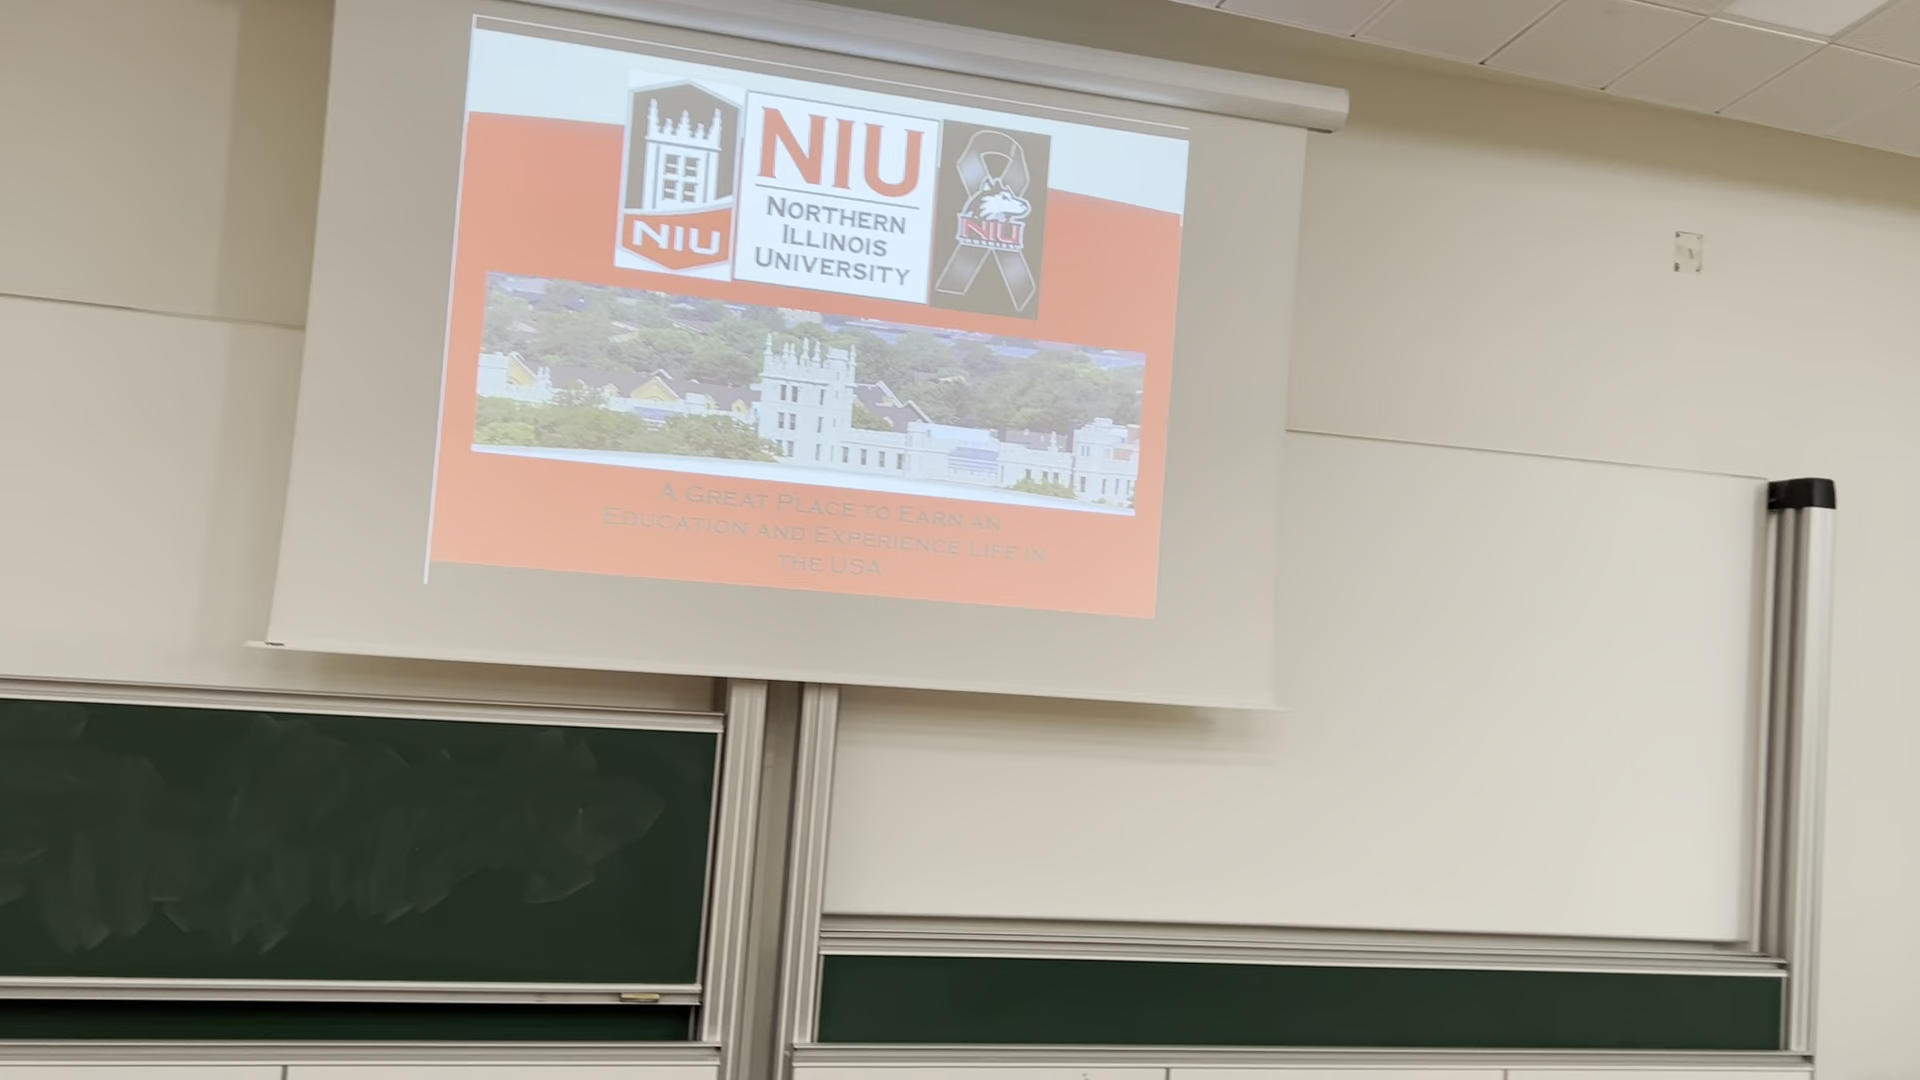 NIU
NIU
NORTHERN
ILLINOIS
UNIVERSITY
NIU
A GREAT PLACE TO EARN AN
EDUCATION AND EXPERIENCE LIFE IN
THE USA